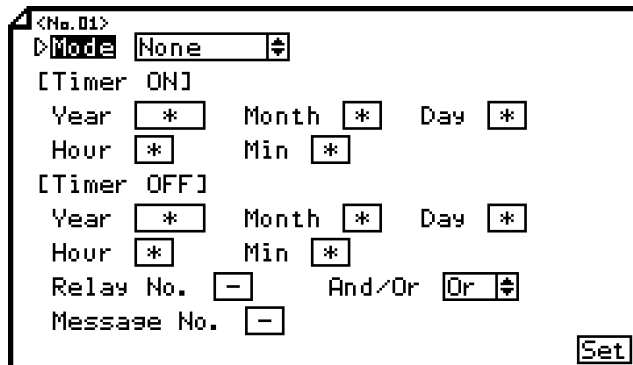 <No.01>
Mode None
[Timer ON]
Year * Month * Day *
Hour * Min *
[Timer OFF]
Year * Month * Day *
Hour * Min *
Relay No. - And/Or Or
Message No. -
Set